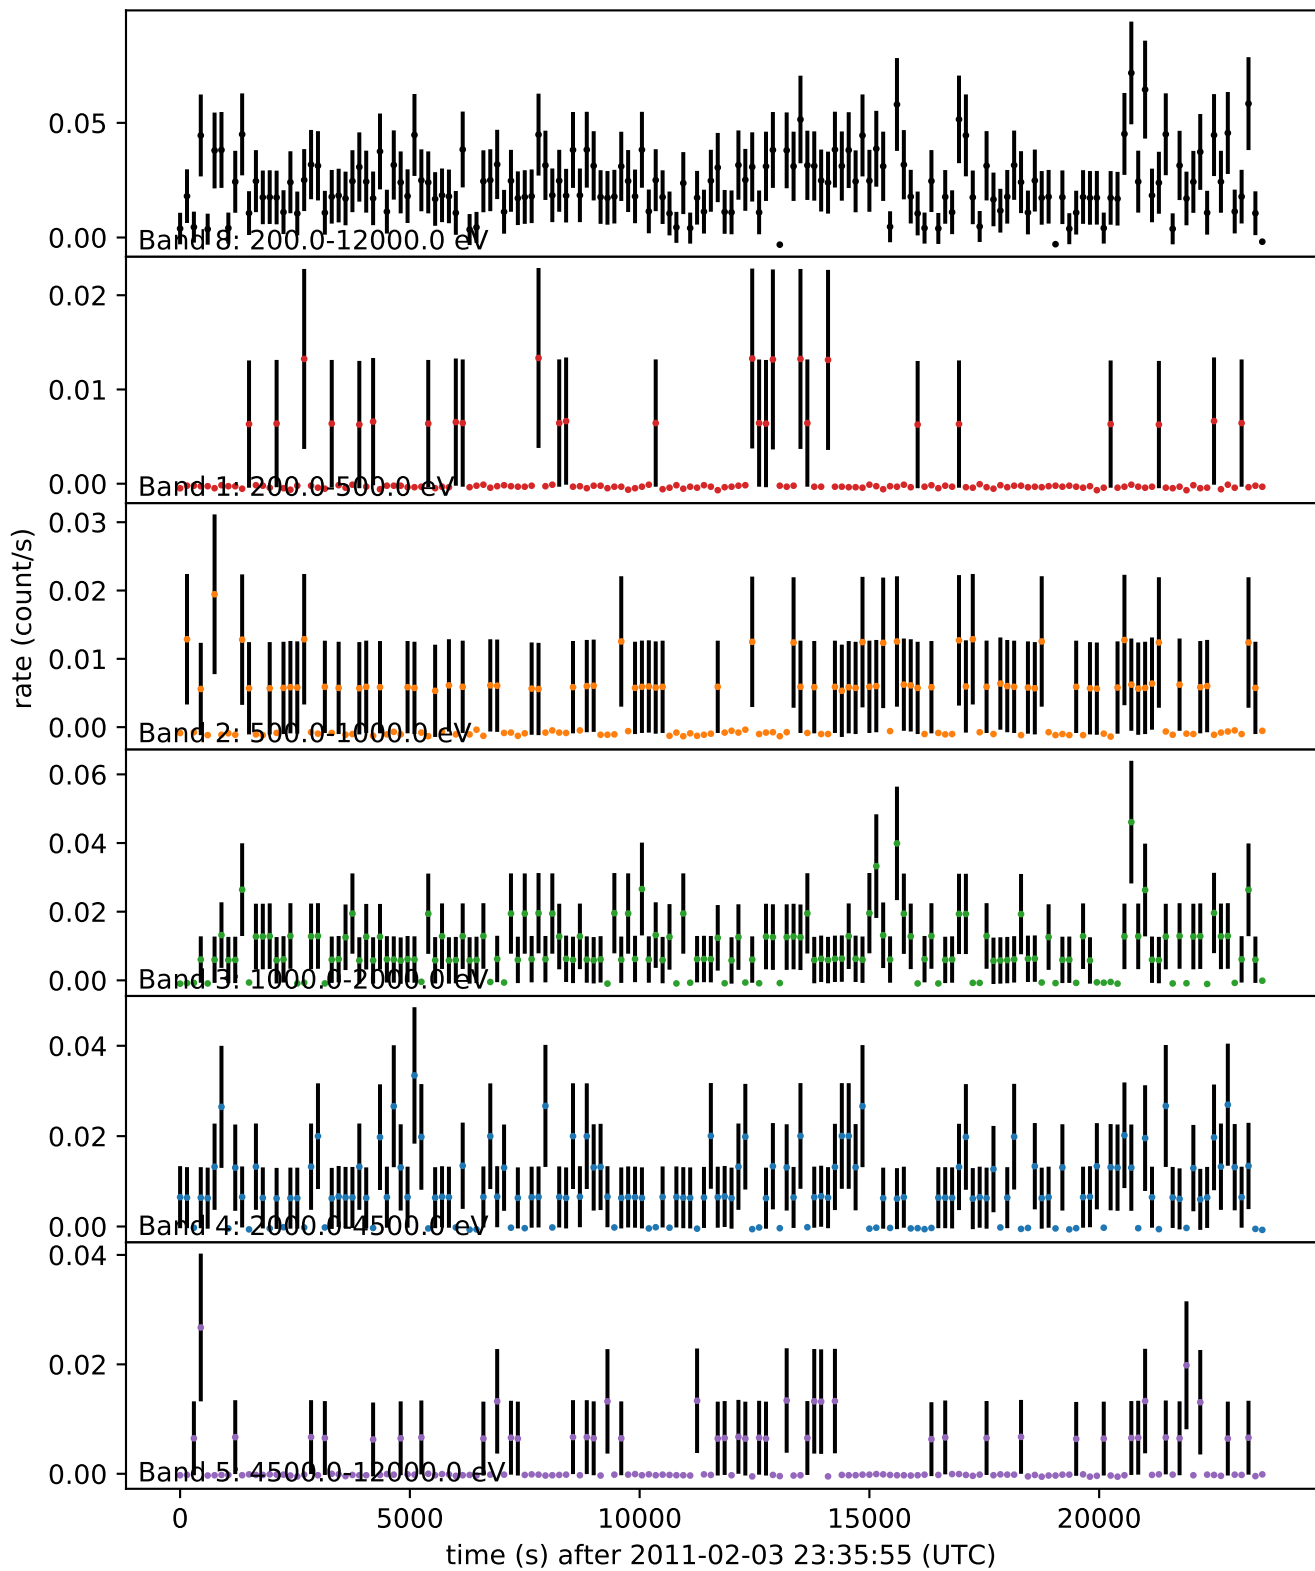 0.05
0.00
Band 8: 200.0-12000.0 eV
0.02
0.01
0.00
Band 1: 200.0-500.0 eV
0.03
0.02
0.01
0.00
Band 2: 500.0-1000.0 eV
rate (count/s)
0.06
0.04
0.02
0.00
Band 3: 1000.0-2000.0 eV
0.04
0.02
0.00
Band 4: 2000.0-4500.0 eV
0.04
0.02
0.00
Band 5: 4500.0-12000.0 eV
0 5000 10000 15000 20000
time (s) after 2011-02-03 23:35:55 (UTC)